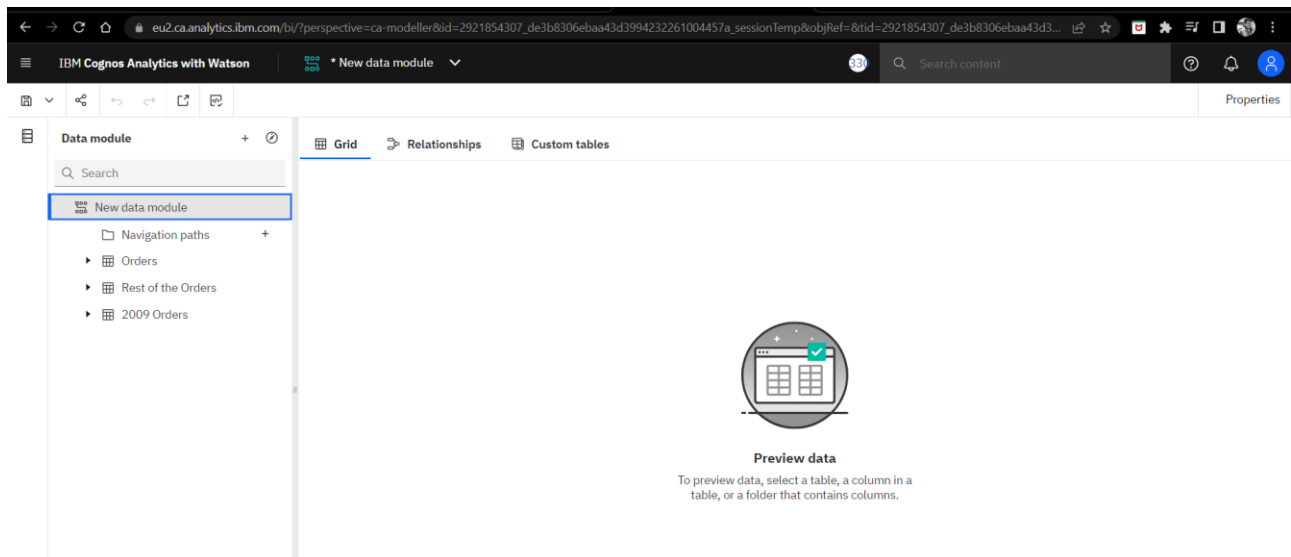 eu2.ca.analytics.ibm.com/bi/?perspective=ca-modeller&id=2921854307_de3b8306ebaa43d3994232261004457a_sessionTemp&objRef=&tid=2921854307_de3b8306ebaa43d3...
IBM Cognos Analytics with Watson
* New data module
330
Search content
Properties
Data module
Grid
Relationships
Custom tables
Search
New data module
Navigation paths
Orders
Rest of the Orders
2009 Orders
Preview data
To preview data, select a table, a column in a
table, or a folder that contains columns.